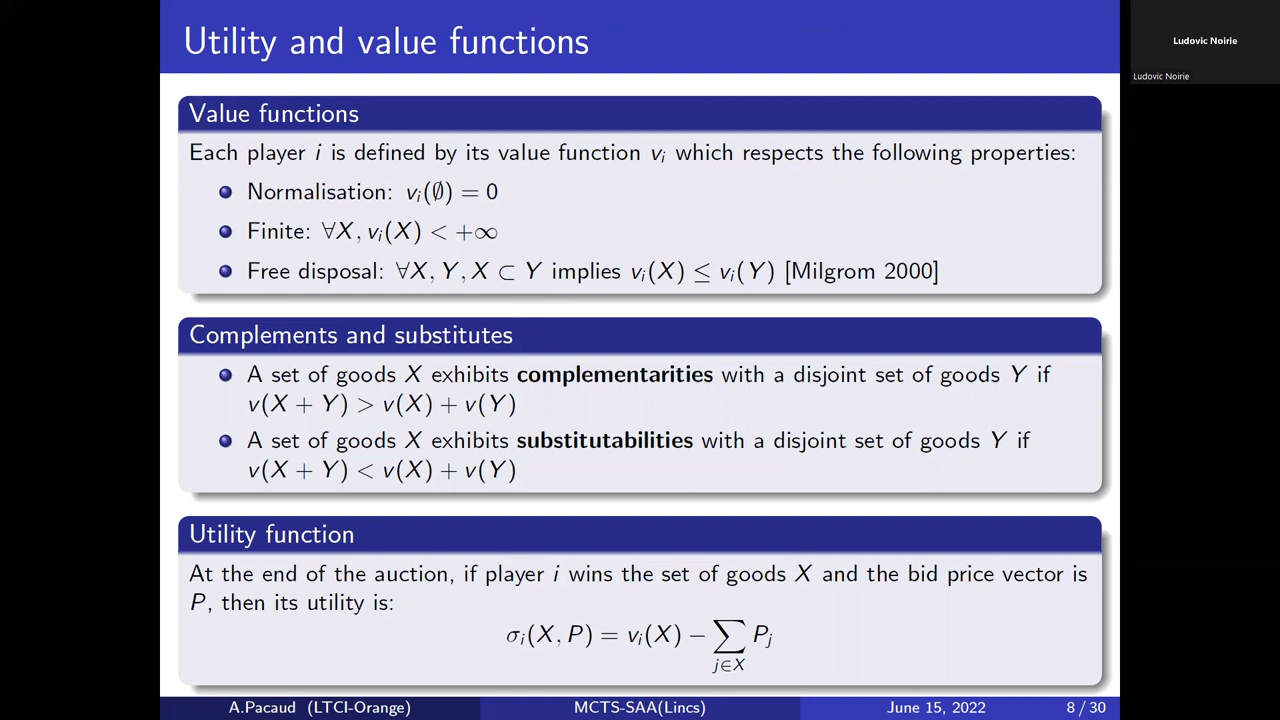 Utility and value functions
Ludovic Noirie
Ludovic Noirie
Value functions
Each player i is defined by its value function vᵢ which respects the following properties:
Normalisation: vᵢ(∅) = 0
Finite: ∀X, vᵢ(X) < +∞
Free disposal: ∀X, Y, X ⊂ Y implies vᵢ(X) ≤ vᵢ(Y) [Milgrom 2000]
Complements and substitutes
A set of goods X exhibits complementarities with a disjoint set of goods Y if
v(X + Y) > v(X) + v(Y)
A set of goods X exhibits substitutabilities with a disjoint set of goods Y if
v(X + Y) < v(X) + v(Y)
Utility function
At the end of the auction, if player i wins the set of goods X and the bid price vector is
P, then its utility is:
σᵢ(X, P) = vᵢ(X) − ∑ Pⱼ
j∈X
A.Pacaud (LTCI-Orange) MCTS-SAA(Lincs) June 15, 2022 8 / 30